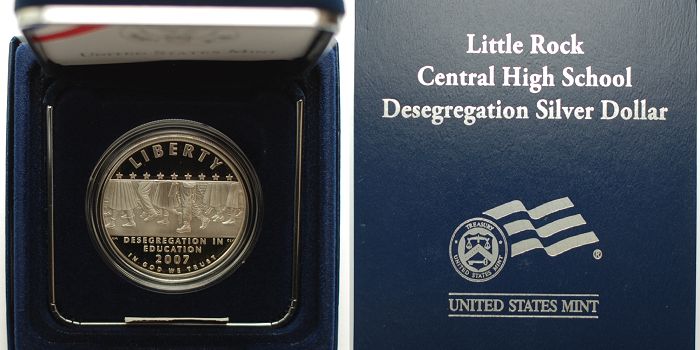 UNITED STATES MINT
LIBERTY
DESEGREGATION IN
EDUCATION
2007
IN GOD WE TRUST
Little Rock
Central High School
Desegregation Silver Dollar
TREASURY
®
UNITED STATES MINT